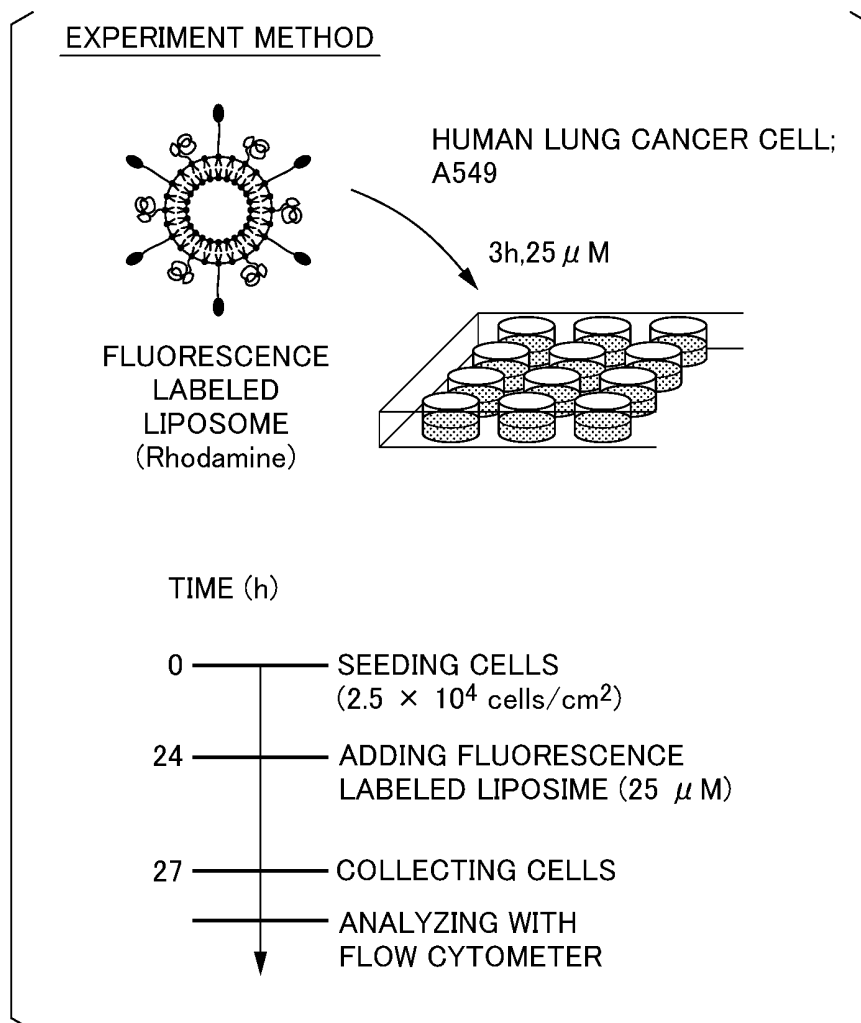 EXPERIMENT METHOD
HUMAN LUNG CANCER CELL;
A549
3h,25 μM
FLUORESCENCE
LABELED
LIPOSOME
(Rhodamine)
TIME (h)
0 SEEDING CELLS
(2.5 × 10⁴ cells/cm²)
24 ADDING FLUORESCENCE
LABELED LIPOSIME (25 μM)
27 COLLECTING CELLS
ANALYZING WITH
FLOW CYTOMETER